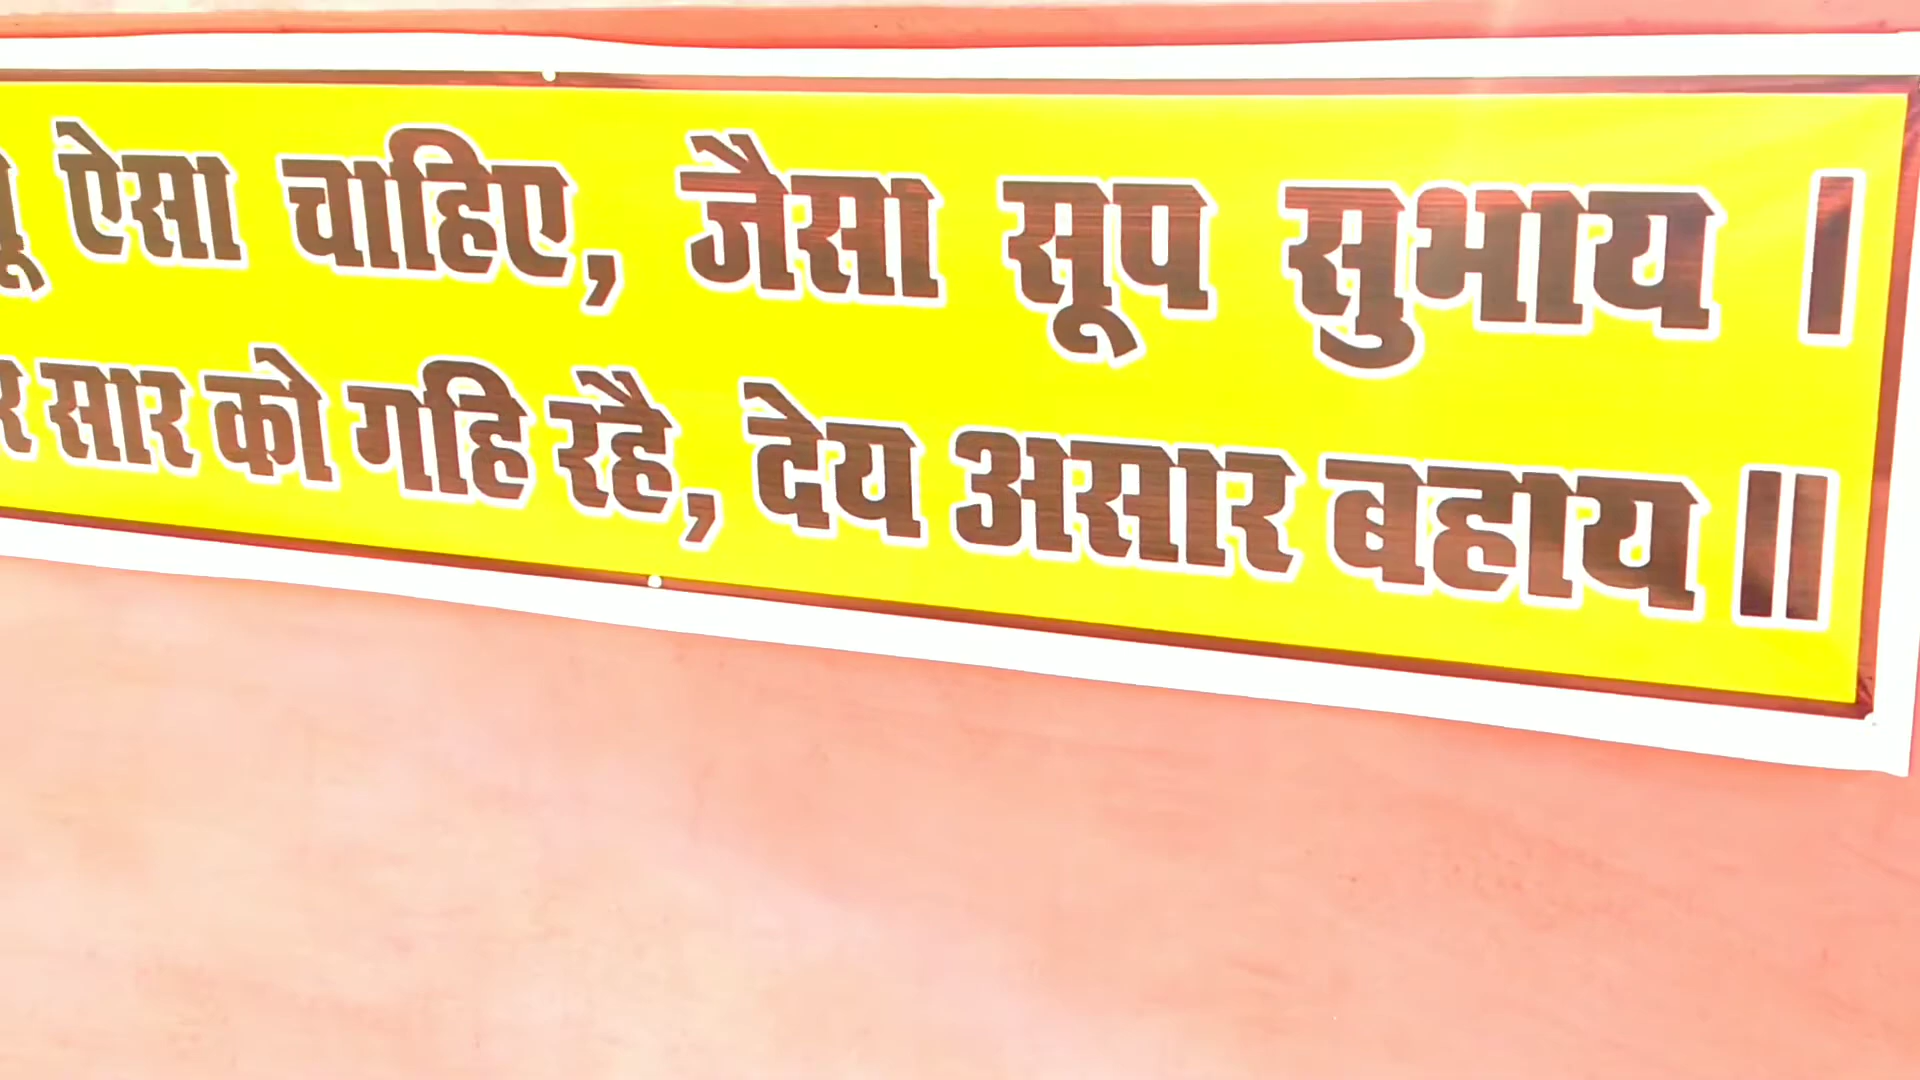 ऐसा चाहिए, जैसा सूप सुभाय ।
सार को गहि रहै, देय असार बहाय ॥